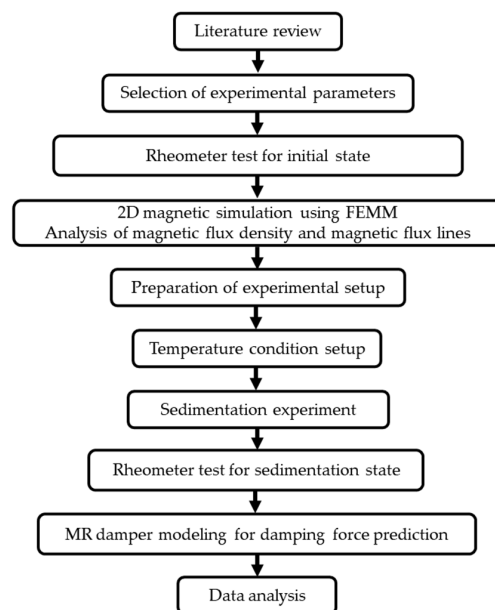 Literature review
Selection of experimental parameters
Rheometer test for initial state
2D magnetic simulation using FEMM
Analysis of magnetic flux density and magnetic flux lines
Preparation of experimental setup
Temperature condition setup
Sedimentation experiment
Rheometer test for sedimentation state
MR damper modeling for damping force prediction
Data analysis